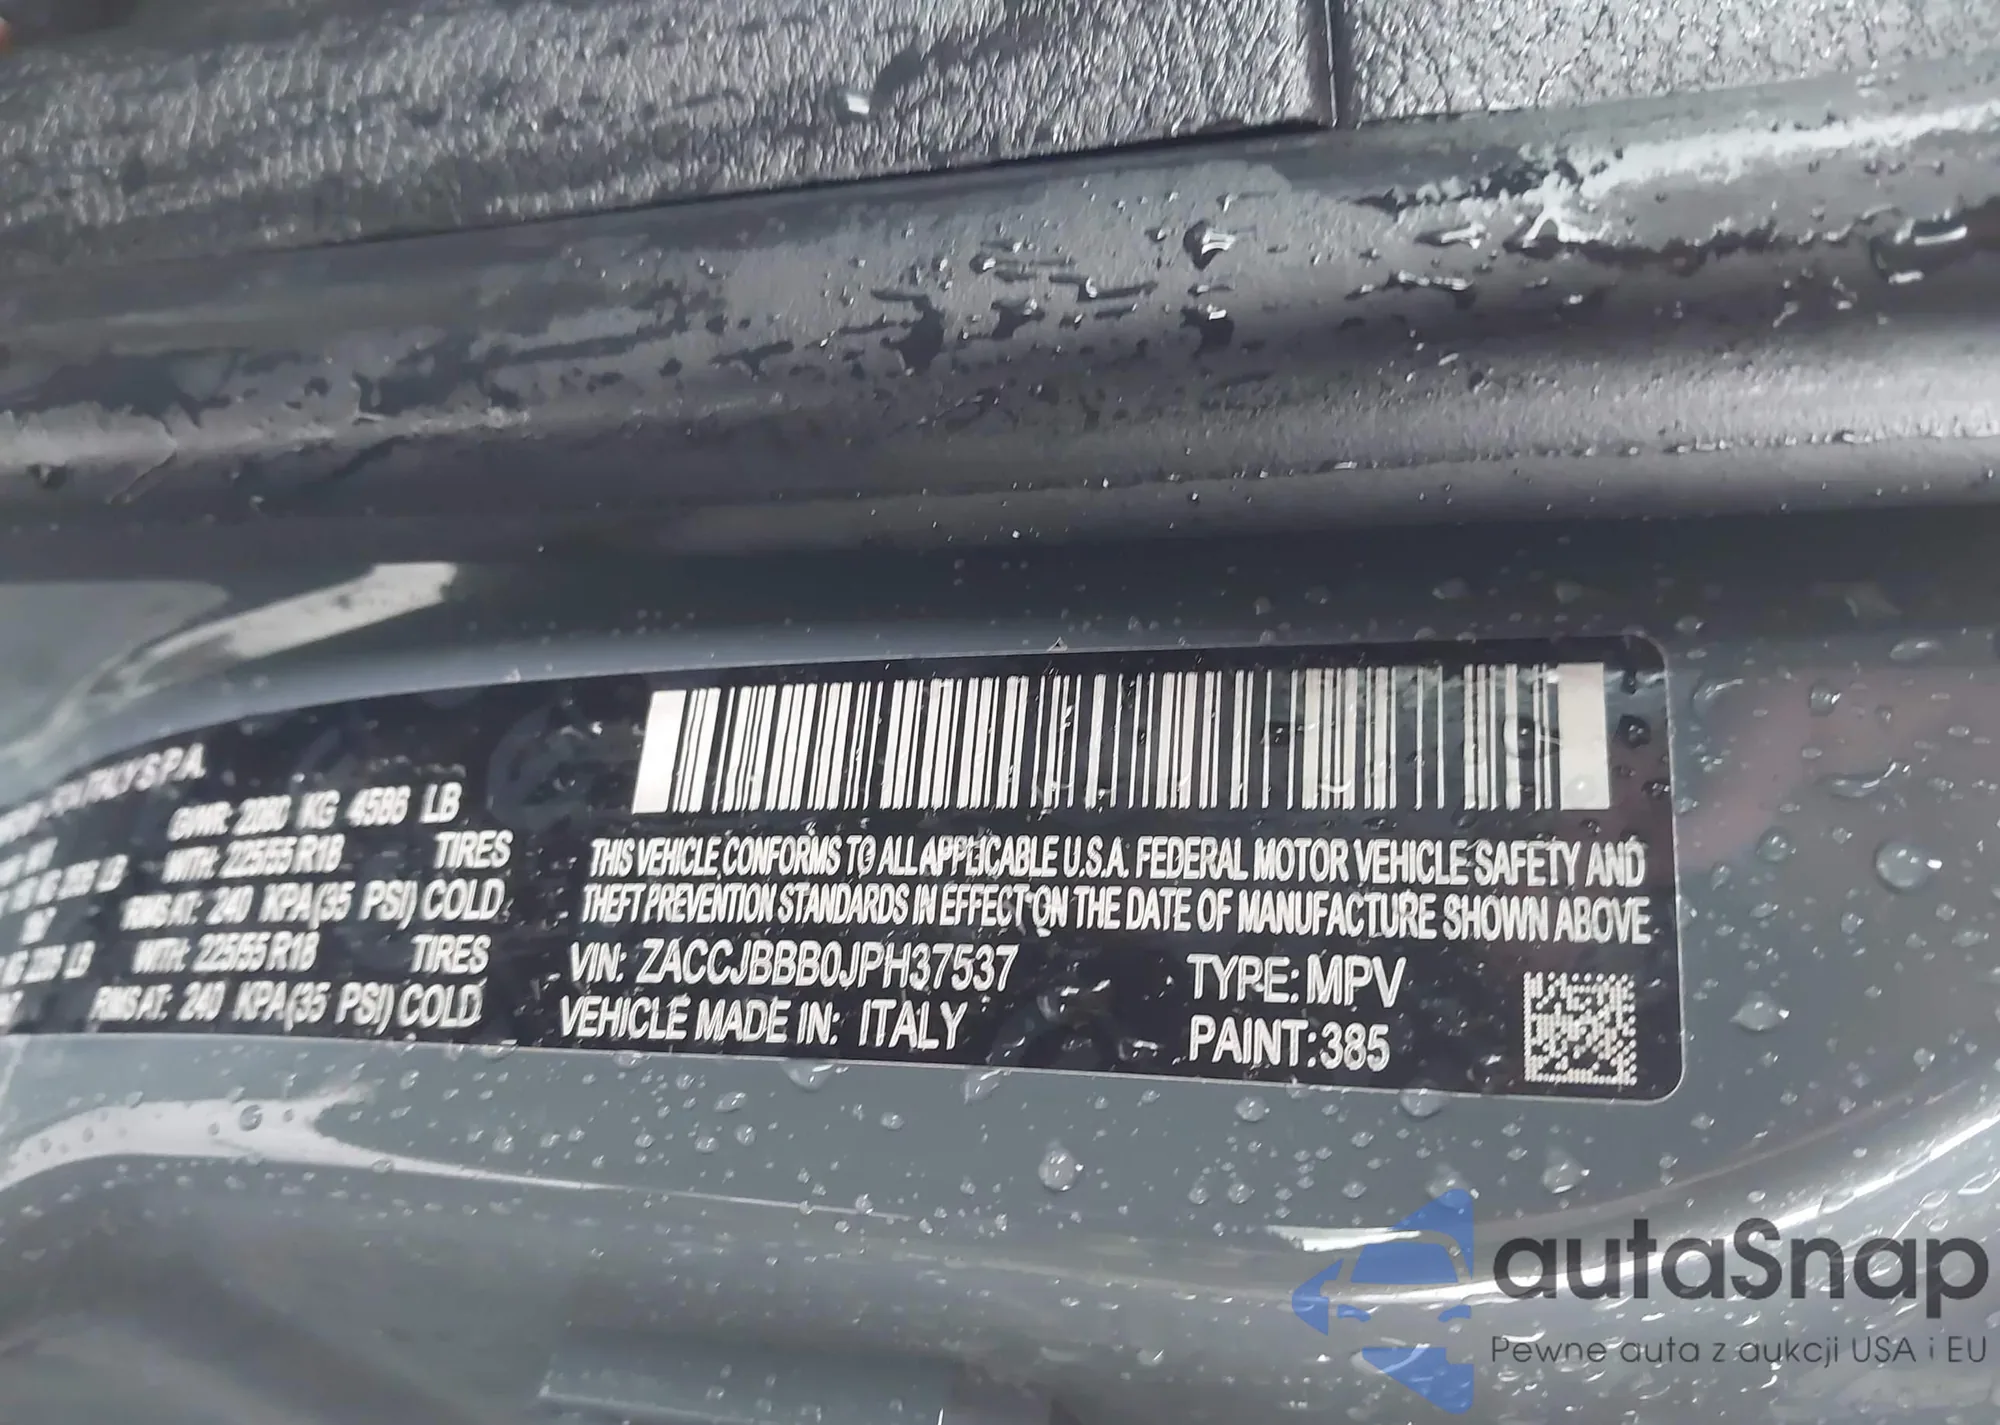 ITALY S.P.A.
GVWR: 2080 KG 4586 LB
WITH: 225/55 R18 TIRES
RIMS AT: 240 KPA(35 PSI) COLD
WITH: 225/55 R18 TIRES
RIMS AT: 240 KPA(35 PSI) COLD
THIS VEHICLE CONFORMS TO ALL APPLICABLE U.S.A. FEDERAL MOTOR VEHICLE SAFETY AND
THEFT PREVENTION STANDARDS IN EFFECT ON THE DATE OF MANUFACTURE SHOWN ABOVE
VIN: ZACCJBBB0JPH37537 TYPE: MPV
VEHICLE MADE IN: ITALY PAINT: 385
autaSnap
Pewne auta z aukcji USA i EU